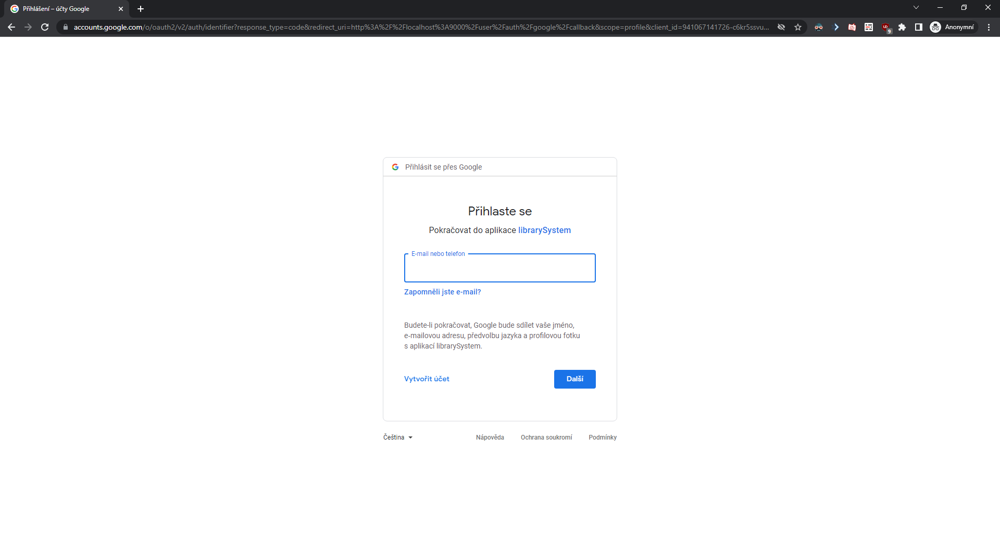 Přihlášení – účty Google
accounts.google.com/o/oauth2/v2/auth/identifier?response_type=code&redirect_uri=http%3A%2F%2Flocalhost%3A9000%2Fuser%2Fauth%2Fgoogle%2Fcallback&scope=profile&client_id=941067141726-c6kr5ssvu...
9
Anonymní
Přihlásit se přes Google
Přihlaste se
Pokračovat do aplikace librarySystem
E-mail nebo telefon
Zapomněli jste e-mail?
Budete-li pokračovat, Google bude sdílet vaše jméno,
e-mailovou adresu, předvolbu jazyka a profilovou fotku
s aplikací librarySystem.
Vytvořit účet
Další
Čeština
Nápověda
Ochrana soukromí
Podmínky